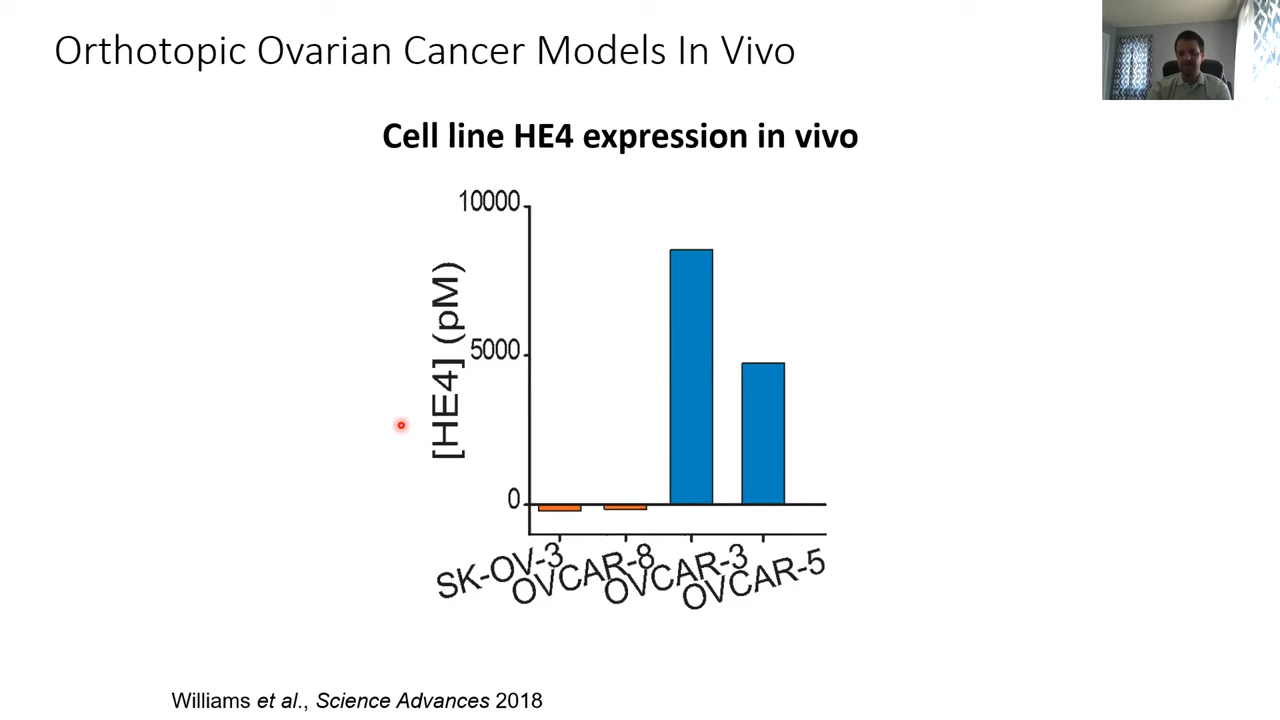 Orthotopic Ovarian Cancer Models In Vivo
Cell line HE4 expression in vivo
10000
5000
0
[HE4] (pM)
SK-OV-3
OVCAR-8
OVCAR-3
OVCAR-5
Williams et al., Science Advances 2018